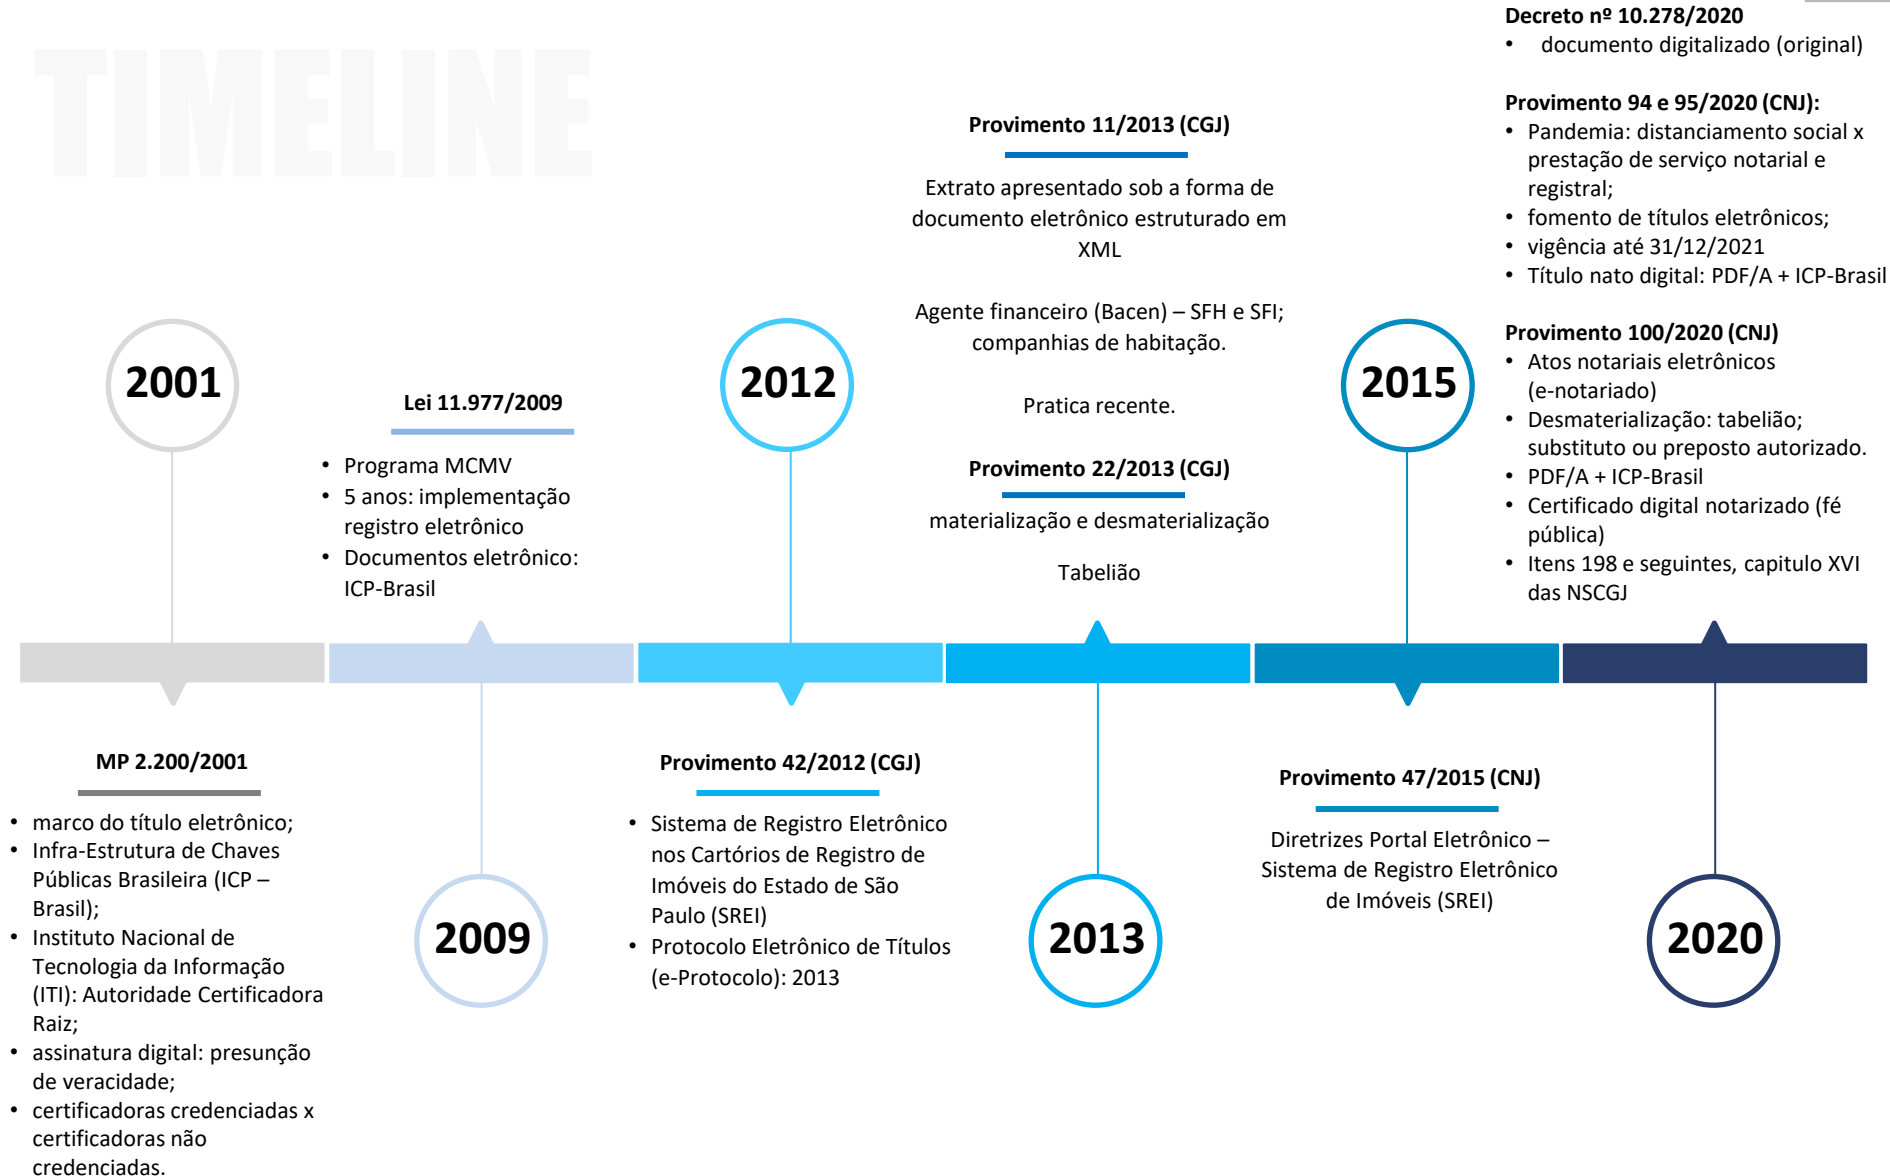 TIMELINE
2001
MP 2.200/2001
• marco do título eletrônico;
• Infra-Estrutura de Chaves
Públicas Brasileira (ICP –
Brasil);
• Instituto Nacional de
Tecnologia da Informação
(ITI): Autoridade Certificadora
Raiz;
• assinatura digital: presunção
de veracidade;
• certificadoras credenciadas x
certificadoras não
credenciadas.
Lei 11.977/2009
• Programa MCMV
• 5 anos: implementação
registro eletrônico
• Documentos eletrônico:
ICP-Brasil
2009
2012
Provimento 42/2012 (CGJ)
• Sistema de Registro Eletrônico
nos Cartórios de Registro de
Imóveis do Estado de São
Paulo (SREI)
• Protocolo Eletrônico de Títulos
(e-Protocolo): 2013
Provimento 11/2013 (CGJ)
Extrato apresentado sob a forma de
documento eletrônico estruturado em
XML
Agente financeiro (Bacen) – SFH e SFI;
companhias de habitação.
Pratica recente.
Provimento 22/2013 (CGJ)
materialização e desmaterialização
Tabelião
2013
2015
Provimento 47/2015 (CNJ)
Diretrizes Portal Eletrônico –
Sistema de Registro Eletrônico
de Imóveis (SREI)
Decreto nº 10.278/2020
• documento digitalizado (original)
Provimento 94 e 95/2020 (CNJ):
• Pandemia: distanciamento social x
prestação de serviço notarial e
registral;
• fomento de títulos eletrônicos;
• vigência até 31/12/2021
• Título nato digital: PDF/A + ICP-Brasil
Provimento 100/2020 (CNJ)
• Atos notariais eletrônicos
(e-notariado)
• Desmaterialização: tabelião;
substituto ou preposto autorizado.
• PDF/A + ICP-Brasil
• Certificado digital notarizado (fé
pública)
• Itens 198 e seguintes, capitulo XVI
das NSCGJ
2020